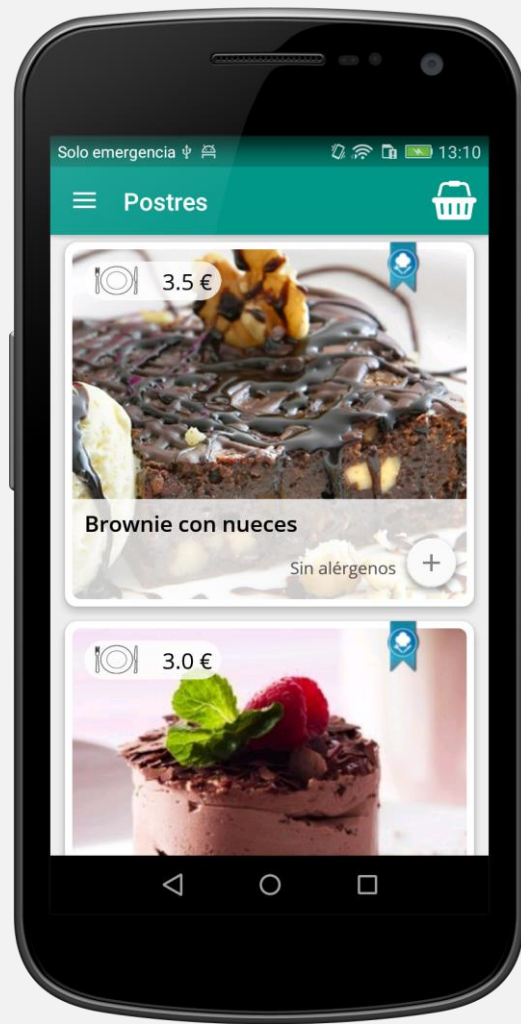 Solo emergencia 13:10
Postres
3.5 €
Brownie con nueces
Sin alérgenos
+
3.0 €